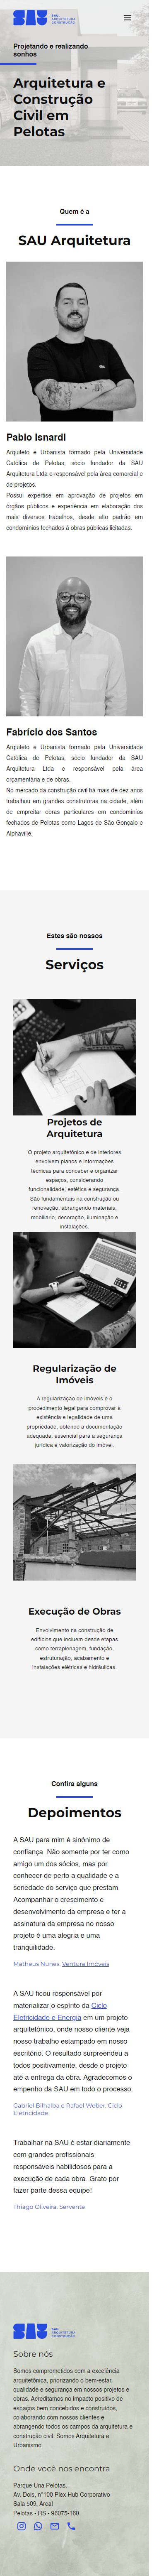 SAU
SAU.
ARQUITETURA
CONSTRUÇÃO
Projetando e realizando
sonhos
Arquitetura e
Construção
Civil em
Pelotas
Quem é a
SAU Arquitetura
Pablo Isnardi
Arquiteto e Urbanista formado pela Universidade
Católica de Pelotas, sócio fundador da SAU
Arquitetura Ltda e responsável pela área comercial e
de projetos.
Possui expertise em aprovação de projetos em
órgãos públicos e experiência em elaboração dos
mais diversos trabalhos, desde alto padrão em
condomínios fechados à obras públicas licitadas.
Fabrício dos Santos
Arquiteto e Urbanista formado pela Universidade
Católica de Pelotas, sócio fundador da SAU
Arquitetura Ltda e responsável pela área
orçamentária e de obras.
No mercado da construção civil há mais de dez anos
trabalhou em grandes construtoras na cidade, além
de empreitar obras particulares em condomínios
fechados de Pelotas como Lagos de São Gonçalo e
Alphaville.
Estes são nossos
Serviços
Projetos de
Arquitetura
O projeto arquitetônico e de interiores
envolvem planos e informações
técnicas para conceber e organizar
espaços, considerando
funcionalidade, estética e segurança.
São fundamentais na construção ou
renovação, abrangendo materiais,
mobiliário, decoração, iluminação e
instalações.
Regularização de
Imóveis
A regularização de imóveis é o
procedimento legal para comprovar a
existência e legalidade de uma
propriedade, obtendo a documentação
adequada, essencial para a segurança
jurídica e valorização do imóvel.
Execução de Obras
Envolvimento na construção de
edifícios que incluem desde etapas
como terraplenagem, fundação,
estruturação, acabamento e
instalações elétricas e hidráulicas.
Confira alguns
Depoimentos
A SAU para mim é sinônimo de
confiança. Não somente por ter como
amigo um dos sócios, mas por
conhecer de perto a qualidade e a
seriedade do serviço que prestam.
Acompanhar o crescimento e
desenvolvimento da empresa e ter a
assinatura da empresa no nosso
projeto é uma alegria e uma
tranquilidade.
Matheus Nunes. Ventura Imóveis
A SAU ficou responsável por
materializar o espírito da Ciclo
Eletricidade e Energia em um projeto
arquitetônico, onde nosso cliente veja
nosso trabalho estampado em nosso
escritório. O resultado surpreendeu a
todos positivamente, desde o projeto
até a entrega da obra. Agradecemos o
empenho da SAU em todo o processo.
Gabriel Bilhalba e Rafael Weber. Ciclo
Eletricidade
Trabalhar na SAU é estar diariamente
com grandes profissionais
responsáveis habilidosos para a
execução de cada obra. Grato por
fazer parte dessa equipe!
Thiago Oliveira. Servente
SAU
SAU.
ARQUITETURA
CONSTRUÇÃO
Sobre nós
Somos comprometidos com a excelência
arquitetônica, priorizando o bem-estar,
qualidade e segurança em nossos projetos e
obras. Acreditamos no impacto positivo de
espaços bem concebidos e construídos,
colaborando com nossos clientes e
abrangendo todos os campos da arquitetura e
construção civil. Somos Arquitetura e
Urbanismo.
Onde você nos encontra
Parque Una Pelotas,
Av. Dois, n°100 Plex Hub Corporativo
Sala 509, Areal
Pelotas - RS - 96075-160